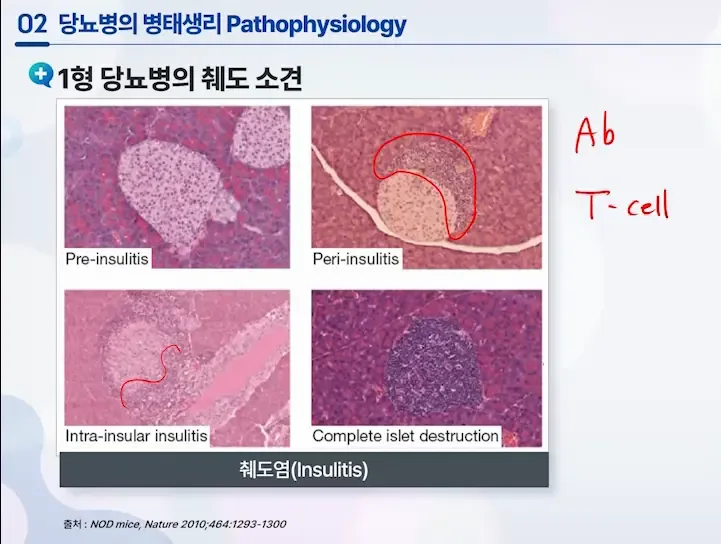 02 당뇨병의 병태생리 Pathophysiology
1형 당뇨병의 췌도 소견
Pre-insulitis
Peri-insulitis
Ab
T-cell
Intra-insular insulitis
Complete islet destruction
췌도염(Insulitis)
출처 : NOD mice, Nature 2010;464:1293-1300